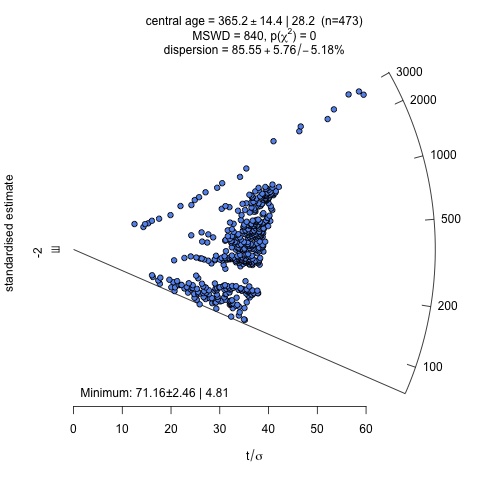 central age = 365.2 ± 14.4 | 28.2 (n=473)
MSWD = 840, p(χ²) = 0
dispersion = 85.55 + 5.76/− 5.18%
3000
2000
1000
500
200
100
standardised estimate
-2
Minimum: 71.16±2.46 | 4.81
0 10 20 30 40 50 60
t/σ